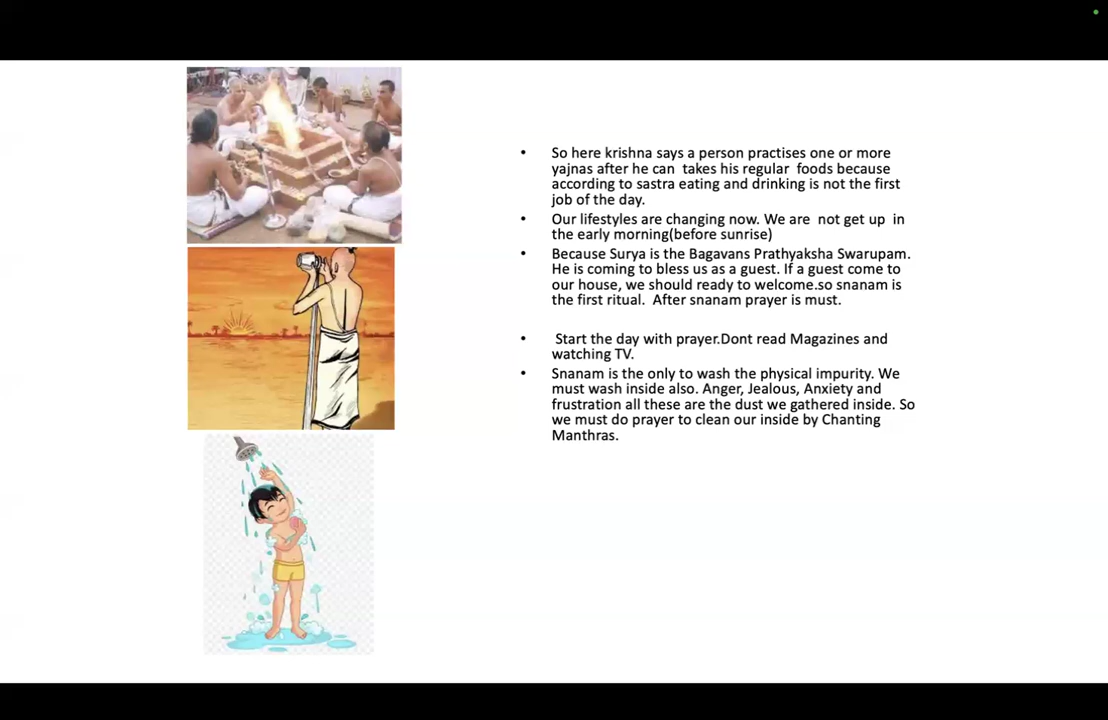 • So here krishna says a person practises one or more
yajnas after he can  takes his regular  foods because
according to sastra eating and drinking is not the first
job of the day.
• Our lifestyles are changing now. We are  not get up  in
the early morning(before sunrise)
• Because Surya is the Bagavans Prathyaksha Swarupam.
He is coming to bless us as a guest. If a guest come to
our house, we should ready to welcome.so snanam is
the first ritual.  After snanam prayer is must.
• Start the day with prayer.Dont read Magazines and
watching TV.
• Snanam is the only to wash the physical impurity. We
must wash inside also. Anger, Jealous, Anxiety and
frustration all these are the dust we gathered inside. So
we must do prayer to clean our inside by Chanting
Manthras.